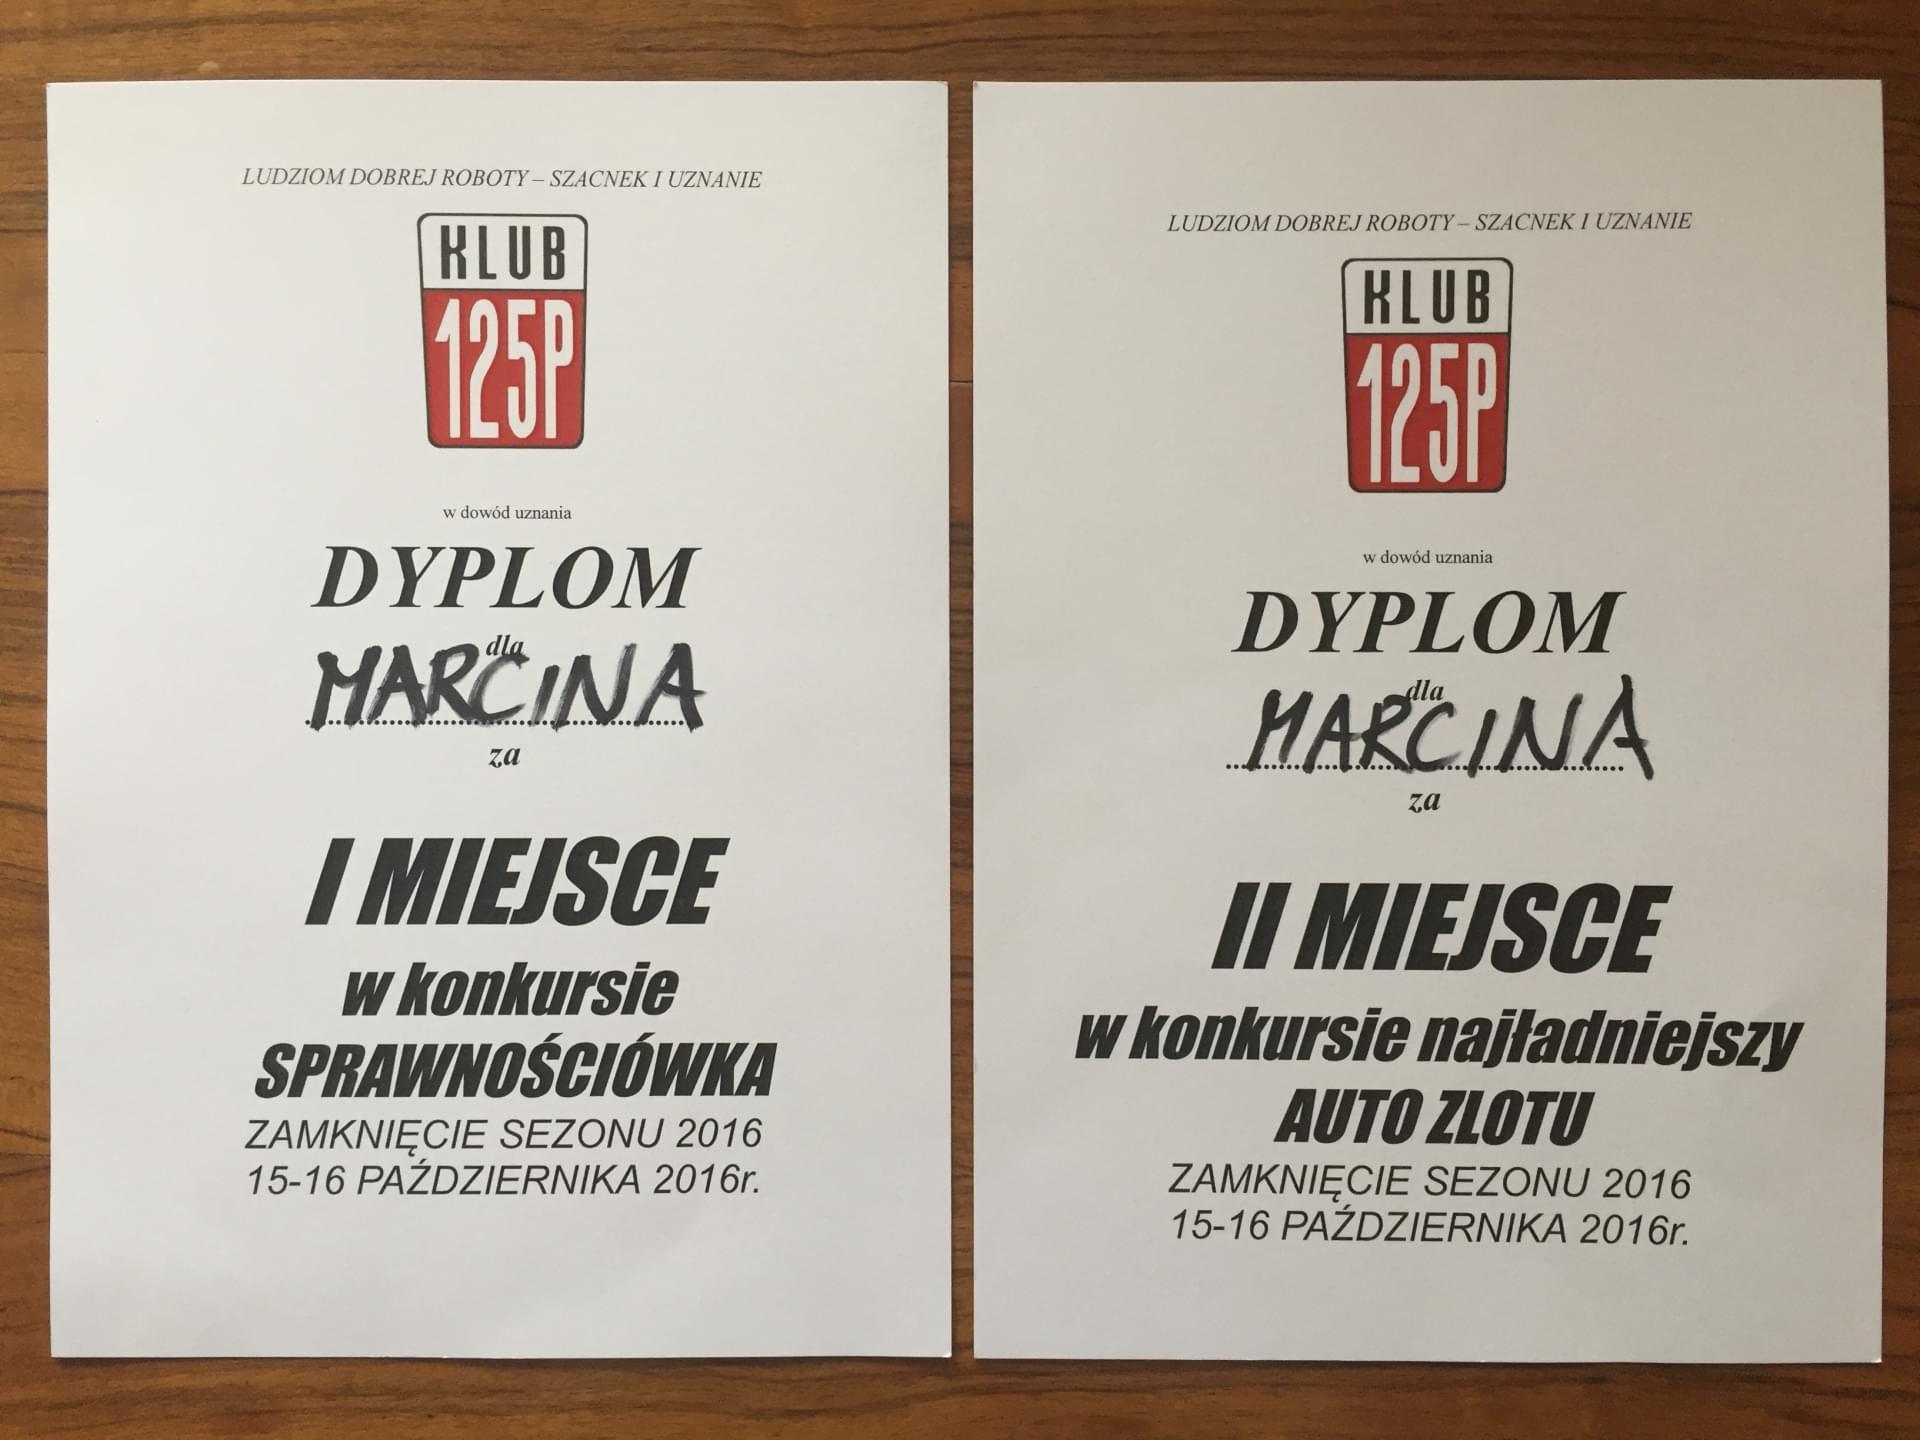 LUDZIOM DOBREJ ROBOTY – SZACNEK I UZNANIE
KLUB
125P
w dowód uznania
DYPLOM
dla
MARCINA
za
I MIEJSCE
w konkursie
SPRAWNOŚCIÓWKA
ZAMKNIĘCIE SEZONU 2016
15-16 PAŹDZIERNIKA 2016r.
LUDZIOM DOBREJ ROBOTY – SZACNEK I UZNANIE
KLUB
125P
w dowód uznania
DYPLOM
dla
MARCINA
za
II MIEJSCE
w konkursie najładniejszy
AUTO ZLOTU
ZAMKNIĘCIE SEZONU 2016
15-16 PAŹDZIERNIKA 2016r.